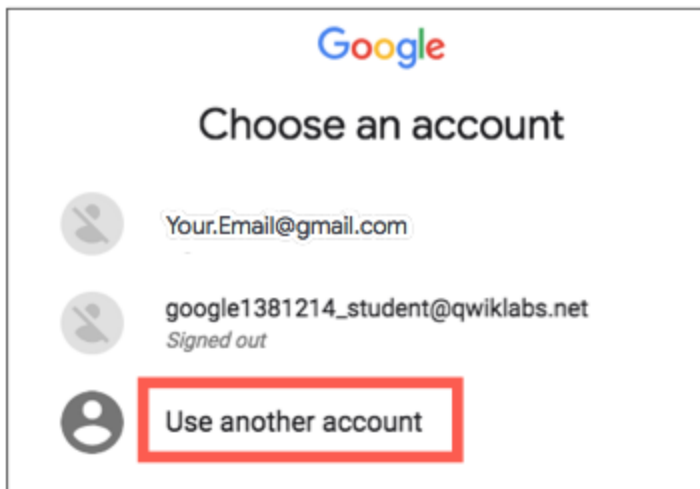 Google
Choose an account
Your.Email@gmail.com
google1381214_student@qwiklabs.net
Signed out
Use another account